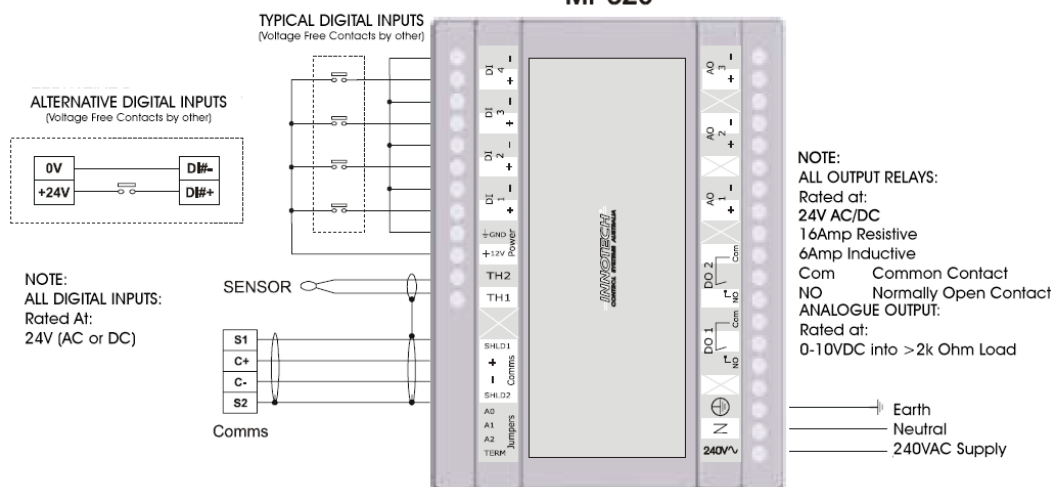 TYPICAL DIGITAL INPUTS
(Voltage Free Contacts by other)
ALTERNATIVE DIGITAL INPUTS
(Voltage Free Contacts by other)
0V
DI#-
+24V
DI#+
NOTE:
ALL DIGITAL INPUTS:
Rated At:
24V (AC or DC)
SENSOR
S1
C+
C-
S2
Comms
DI 4 - +
DI 3 - +
DI 2 - +
DI 1 - +
GND
+12V
Power
TH2
TH1
SHLD1
+
-
Comms
SHLD2
A0
A1
A2
TERM
Jumpers
INNOTECH
CONTROL SYSTEMS AUSTRALIA
AO 3 - +
AO 2 - +
AO 1 - +
DO 2 Com NO
DO 1 Com NO
N
240V~
NOTE:
ALL OUTPUT RELAYS:
Rated at:
24V AC/DC
16Amp Resistive
6Amp Inductive
Com Common Contact
NO Normally Open Contact
ANALOGUE OUTPUT:
Rated at:
0-10VDC into >2k Ohm Load
Earth
Neutral
240VAC Supply